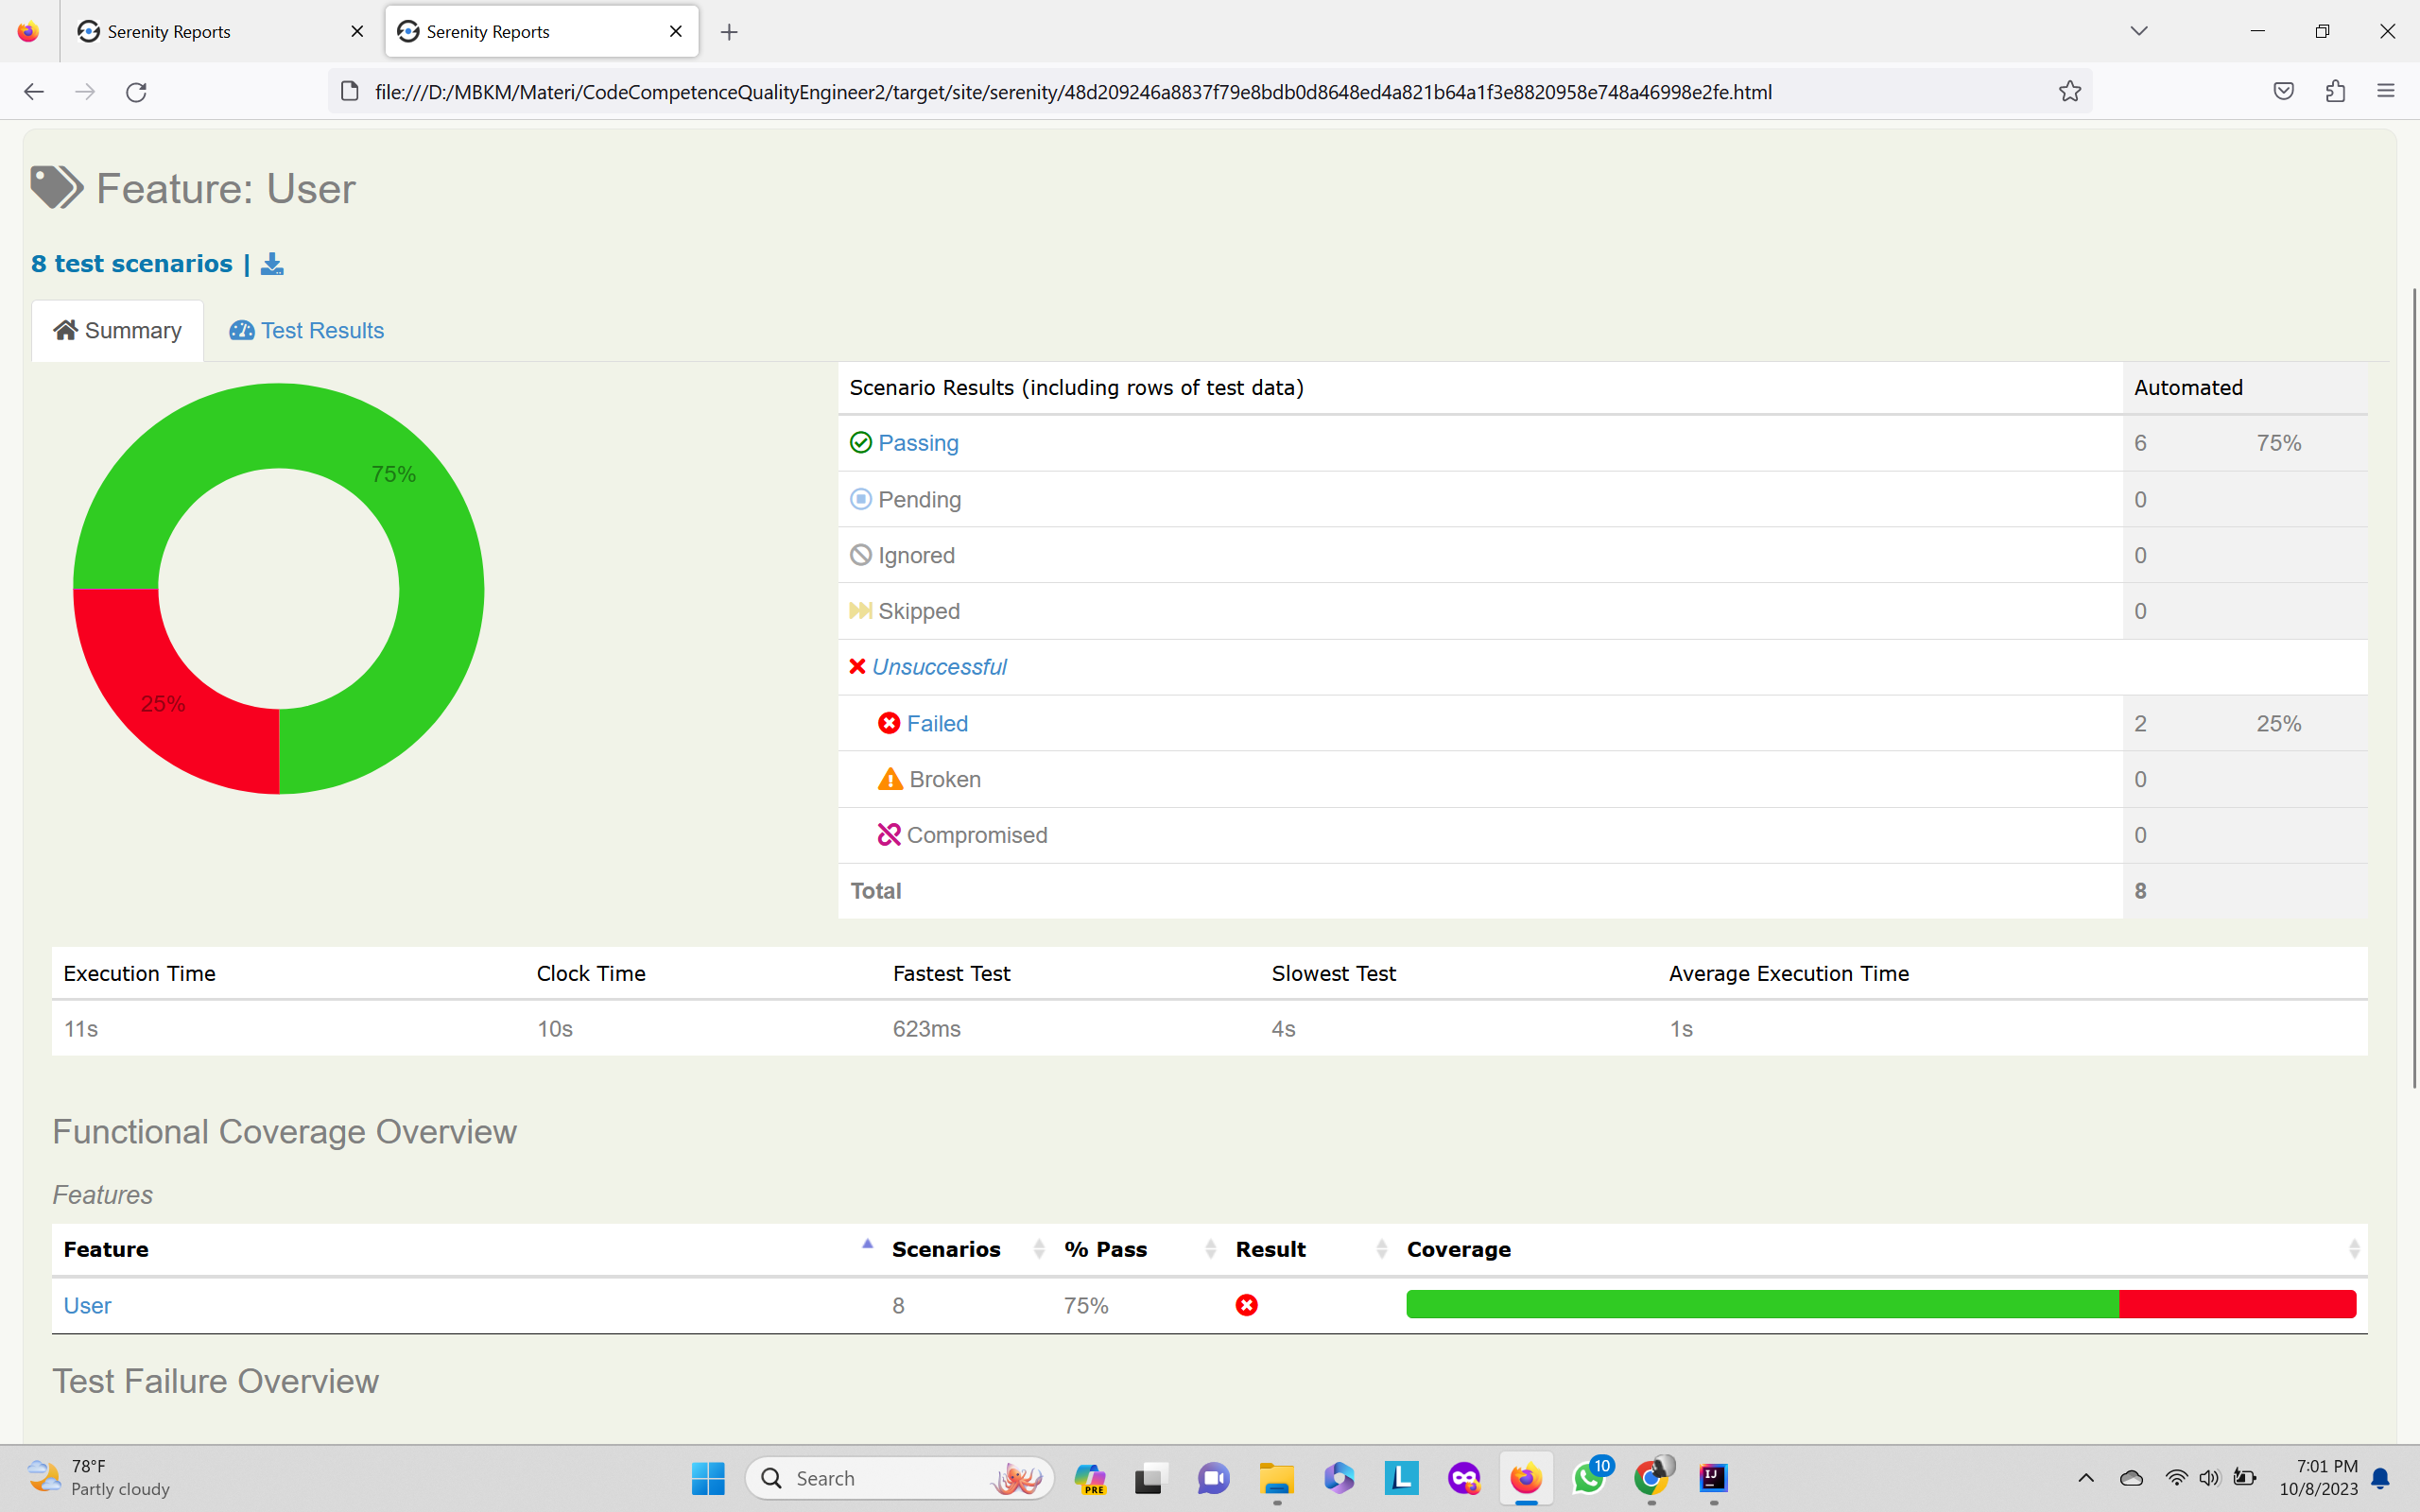 Serenity Reports
Serenity Reports
file:///D:/MBKM/Materi/CodeCompetenceQualityEngineer2/target/site/serenity/48d209246a8837f79e8bdb0d8648ed4a821b64a1f3e8820958e748a46998e2fe.html
Feature: User
8 test scenarios |
Summary
Test Results
75%
25%
Scenario Results (including rows of test data) Automated
Passing 6 75%
Pending 0
Ignored 0
Skipped 0
Unsuccessful
Failed 2 25%
Broken 0
Compromised 0
Total 8
Execution Time Clock Time Fastest Test Slowest Test Average Execution Time
11s 10s 623ms 4s 1s
Functional Coverage Overview
Features
Feature Scenarios % Pass Result Coverage
User 8 75%
Test Failure Overview
78°F
Partly cloudy
Search
PRE
L
10
IJ
7:01 PM
10/8/2023